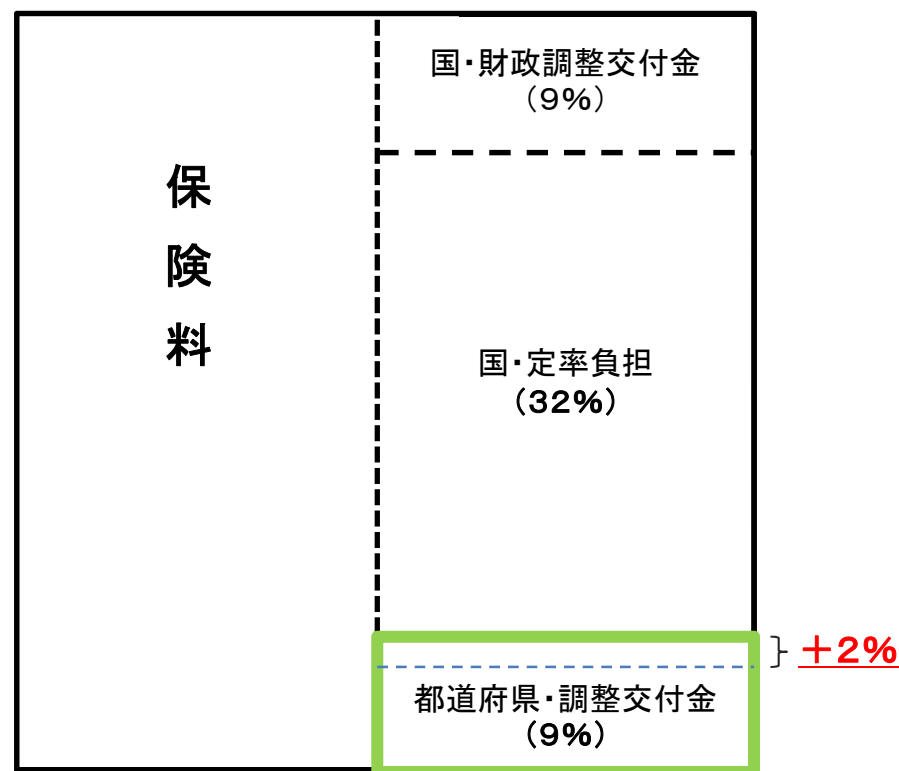 保
険
料
国・財政調整交付金
（９％）
国・定率負担
（３２％）
都道府県・調整交付金
（９％）
＋２％